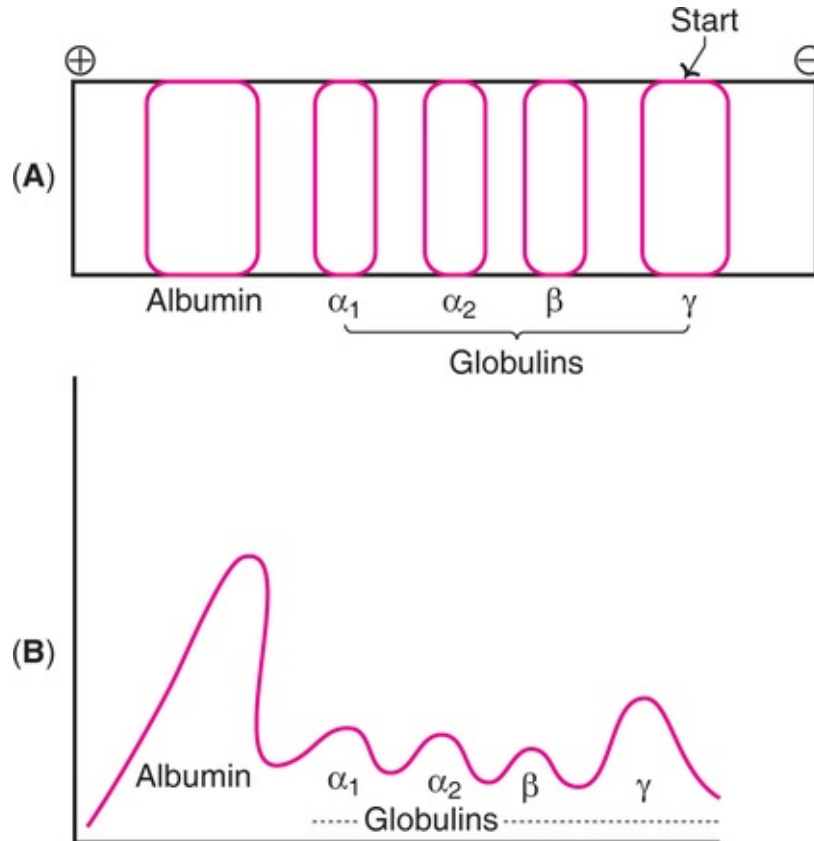 Start
⊕ ⊖
(A)
Albumin α₁ α₂ β γ
Globulins
(B)
Albumin α₁ α₂ β γ
Globulins